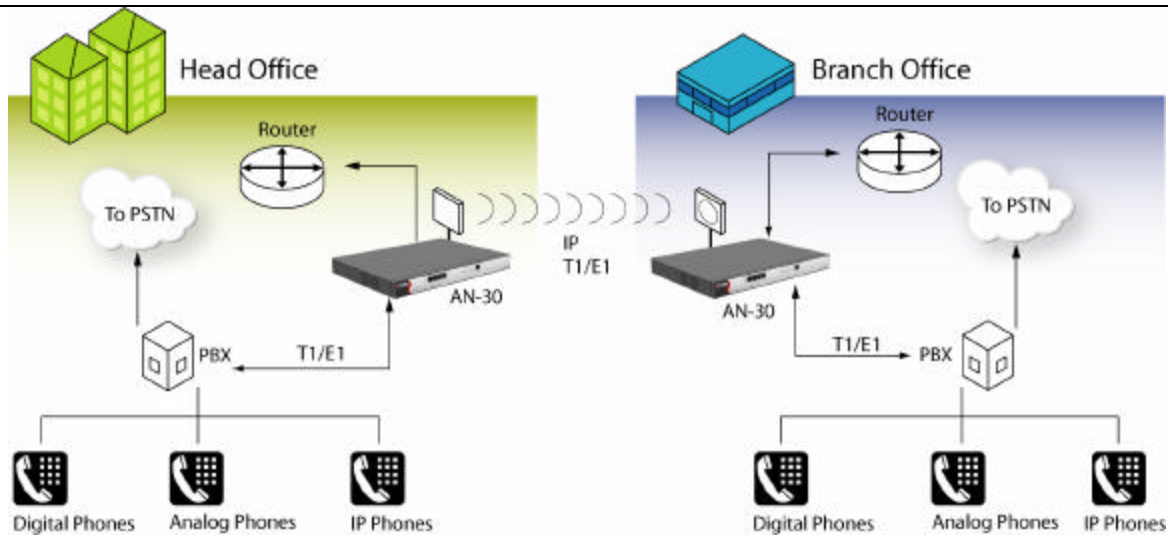 Head Office
Branch Office
Router
Router
To PSTN
To PSTN
IP
T1/E1
AN-30
AN-30
PBX
T1/E1
T1/E1
PBX
Digital Phones
Analog Phones
IP Phones
Digital Phones
Analog Phones
IP Phones